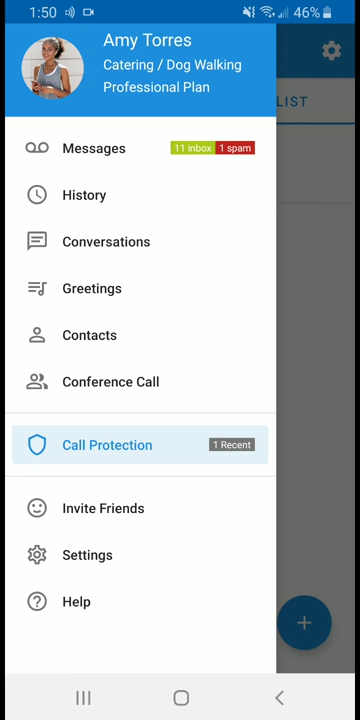 1:50
46%
Amy Torres
Catering / Dog Walking
Professional Plan
LIST
Messages
11 inbox
1 spam
History
Conversations
Greetings
Contacts
Conference Call
Call Protection
1 Recent
Invite Friends
Settings
Help